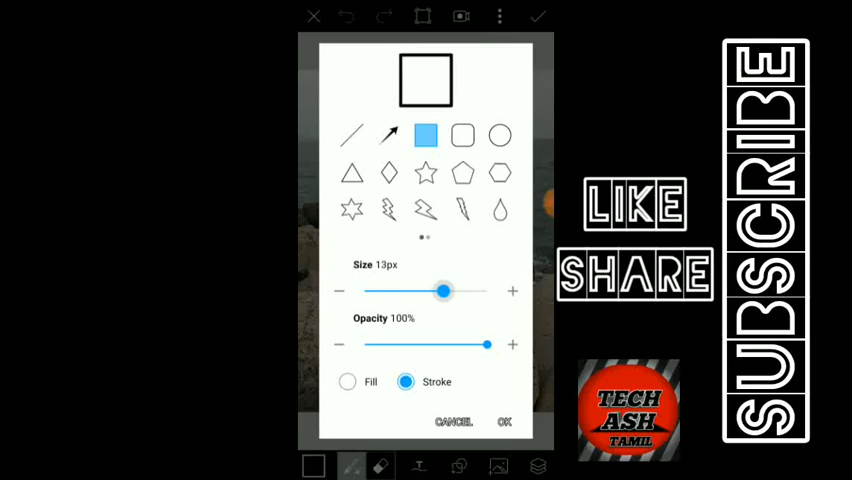 Size 13px
Opacity 100%
Fill
Stroke
CANCEL
OK
LIKE
SHARE
SUBSCRIBE
TECH
ASH
TAMIL